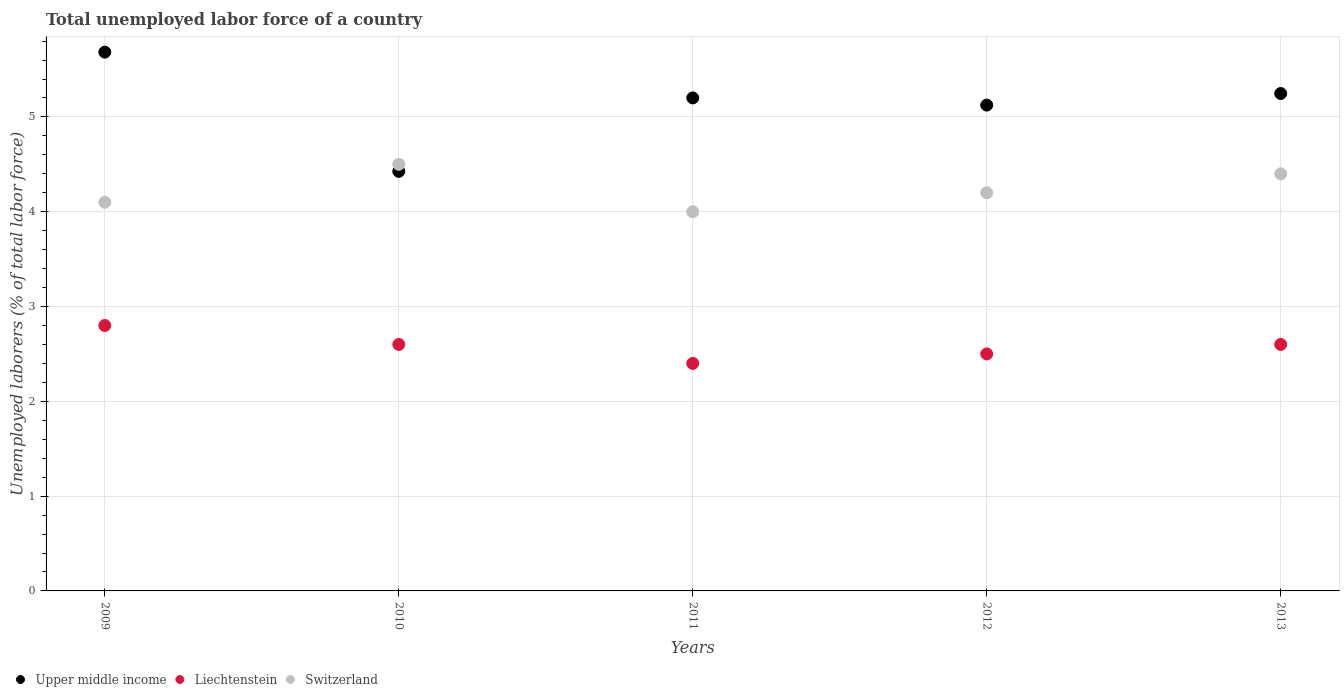 Total unemployed labor force of a country
Unemployed laborers (% of total labor force)
5
4
3
2
1
0
2009
2010
2011
2012
2013
Years
Upper middle income
Liechtenstein
Switzerland